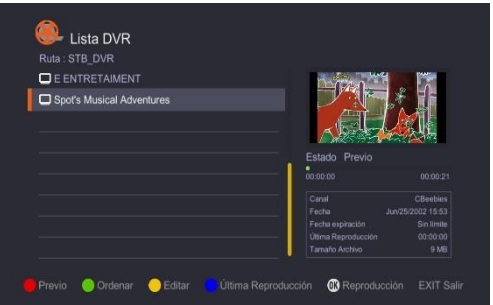 Lista DVR
Ruta : STB_DVR
E ENTRETAIMENT
Spot's Musical Adventures
Estado Previo
00:00:00 00:00:21
Canal CBeebies
Fecha Jun/25/2002 15:53
Fecha expiración Sin límite
Última Reproducción 00:00:00
Tamaño Archivo 9 MB
Previo Ordenar Editar Última Reproducción OK Reproducción EXIT Salir